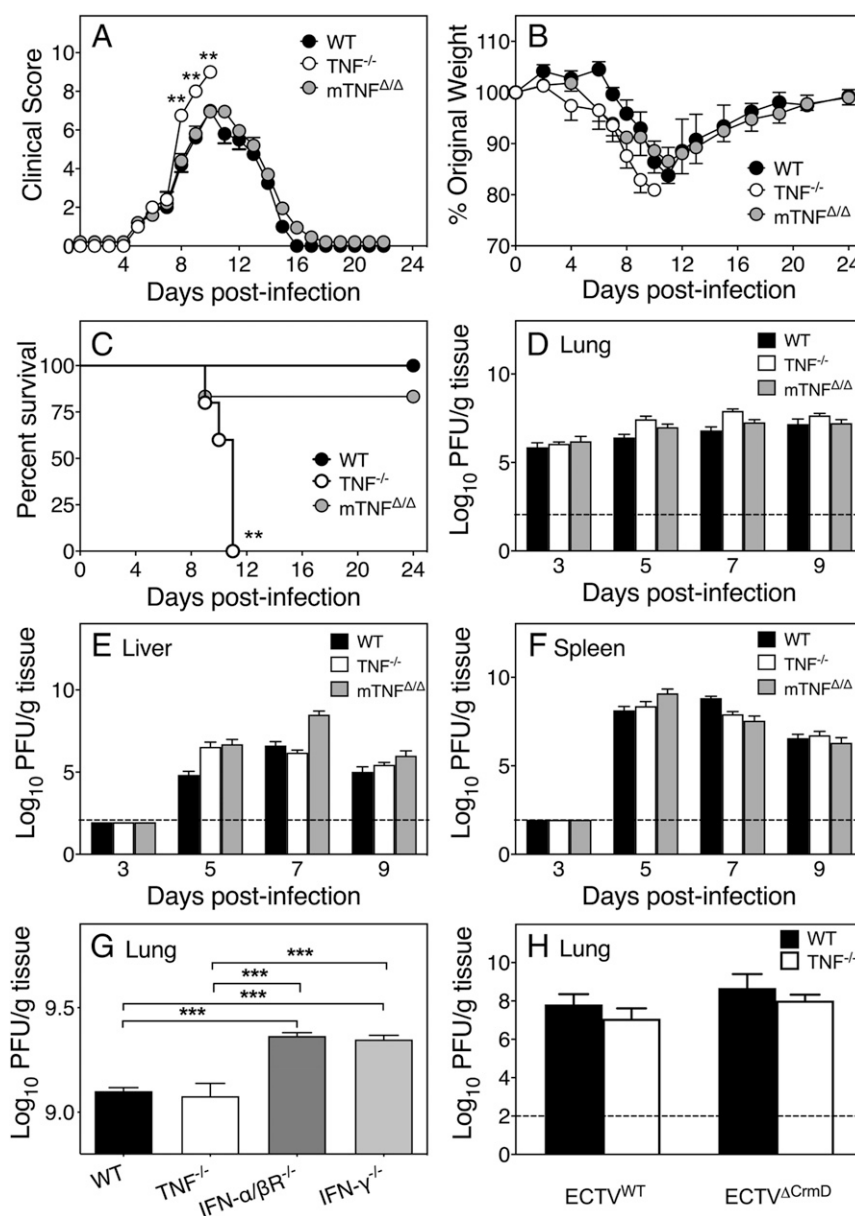 A
WT
TNF-/-
mTNFΔ/Δ
**
**
**
Clinical Score
10
8
6
4
2
0
0 4 8 12 16 20 24
Days post-infection
B
WT
TNF-/-
mTNFΔ/Δ
% Original Weight
110
100
90
80
70
0 4 8 12 16 20 24
Days post-infection
C
WT
TNF-/-
mTNFΔ/Δ
**
Percent survival
100
75
50
25
0
0 4 8 12 16 20 24
Days post-infection
D Lung
WT
TNF-/-
mTNFΔ/Δ
Log10 PFU/g tissue
10
5
0
3 5 7 9
Days post-infection
E Liver
WT
TNF-/-
mTNFΔ/Δ
Log10 PFU/g tissue
10
5
0
3 5 7 9
Days post-infection
F Spleen
WT
TNF-/-
mTNFΔ/Δ
Log10 PFU/g tissue
10
5
0
3 5 7 9
Days post-infection
G Lung
***
***
***
***
Log10 PFU/g tissue
9.5
9.0
WT TNF-/- IFN-α/βR-/- IFN-γ-/-
H Lung
WT
TNF-/-
Log10 PFU/g tissue
10
8
6
4
2
0
ECTVWT ECTVΔCrmD